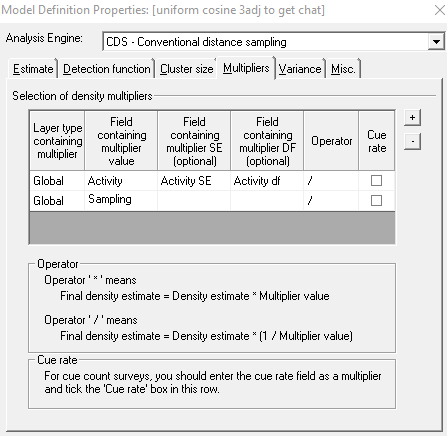 Model Definition Properties: [uniform cosine 3adj to get chat]
Analysis Engine: CDS - Conventional distance sampling
Estimate Detection function Cluster size Multipliers Variance Misc.
Selection of density multipliers
Layer type containing multiplier Field containing multiplier value Field containing multiplier SE (optional) Field containing multiplier DF (optional) Operator Cue rate
+
-
Global Activity Activity SE Activity df /
Global Sampling /
Operator
Operator ' * ' means
Final density estimate = Density estimate * Multiplier value
Operator ' / ' means
Final density estimate = Density estimate * (1 / Multiplier value)
Cue rate
For cue count surveys, you should enter the cue rate field as a multiplier
and tick the 'Cue rate' box in this row.